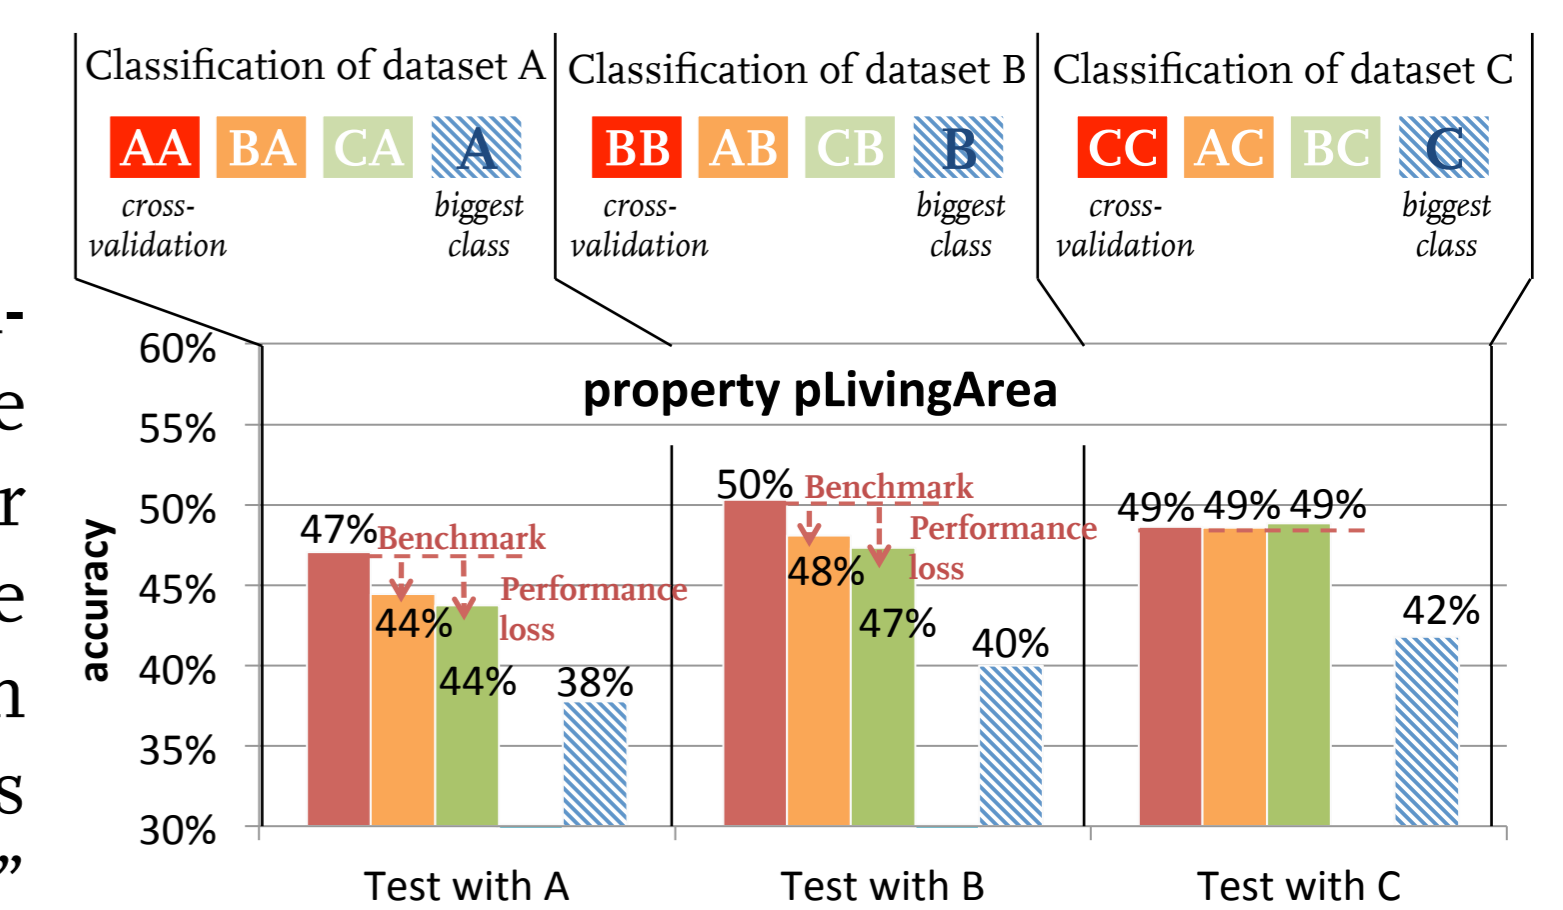 Classification of dataset A Classification of dataset B Classification of dataset C
AA BA CA A BB AB CB B CC AC BC C
cross- biggest cross- biggest cross- biggest
validation class validation class validation class
60%
property pLivingArea
55%
50% Benchmark
50% 49% 49% 49%
47% Benchmark Performance
48% loss
45% Performance
44% loss 47% 42%
40% 44% 38% 40%
35%
30%
accuracy
Test with A Test with B Test with C
e
r
e
s
”